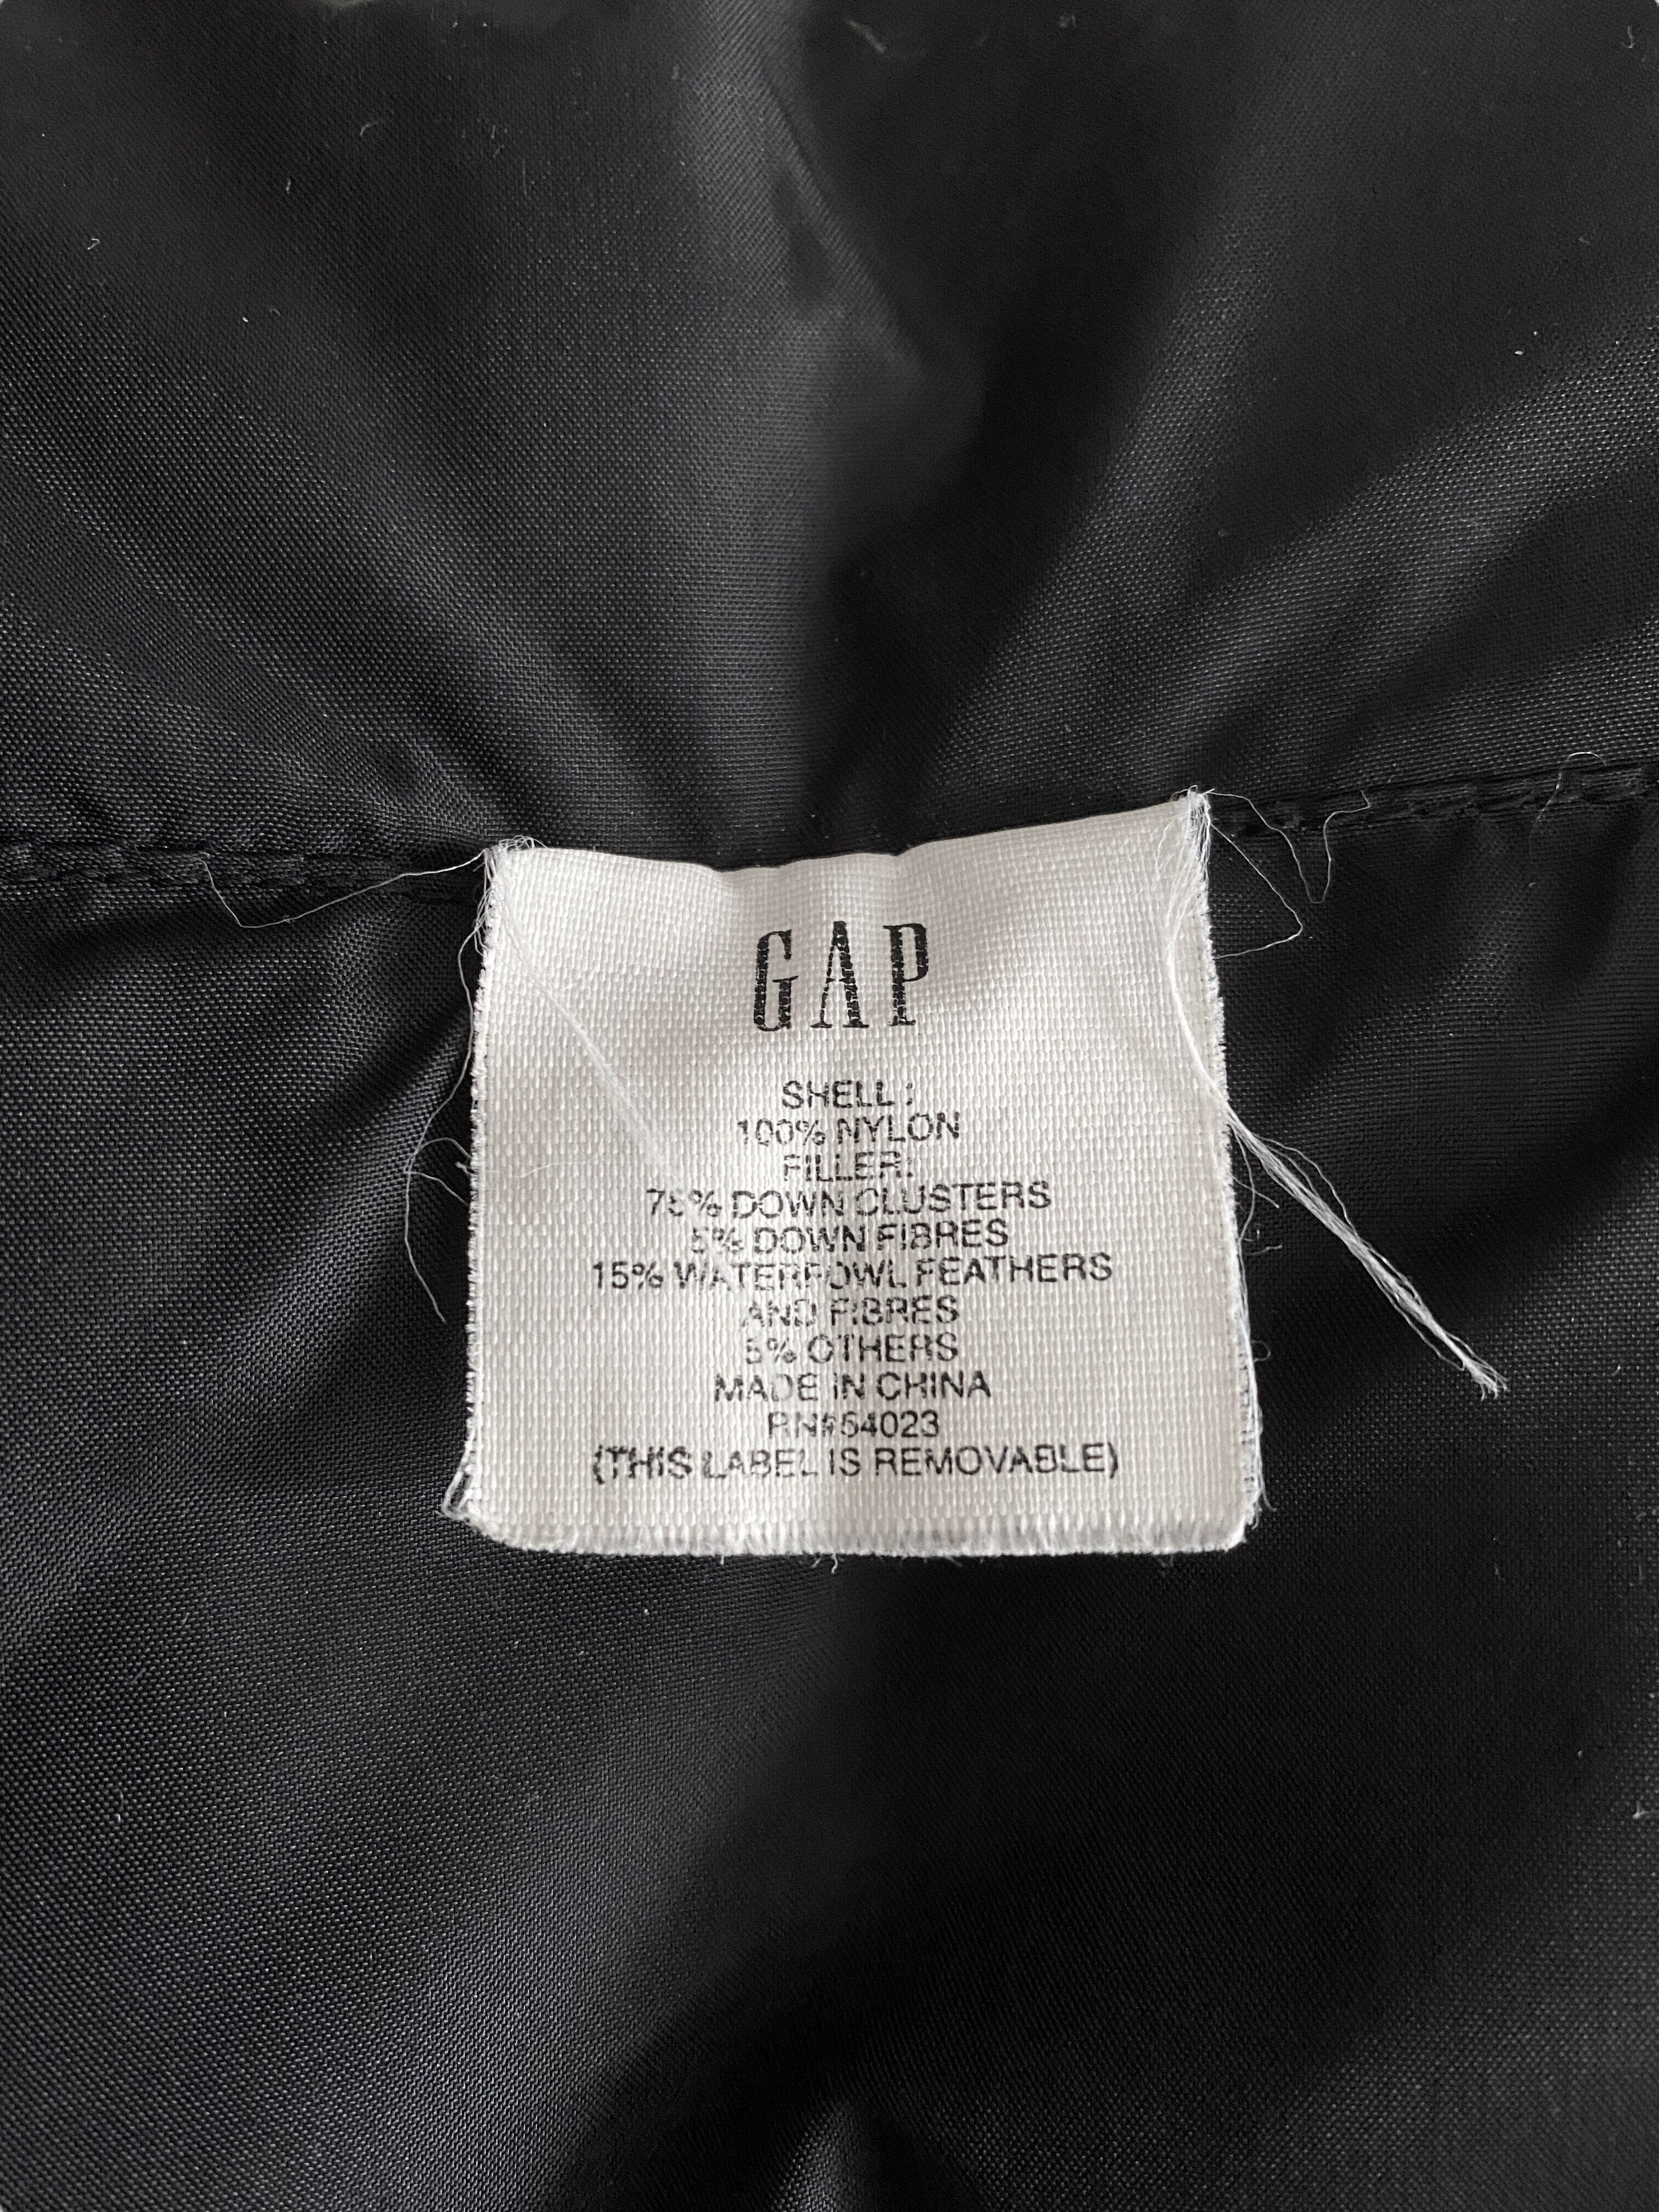 GAP
SHELL:
100% NYLON
FILLER:
75% DOWN CLUSTERS
5% DOWN FIBRES
15% WATERFOWL FEATHERS
AND FIBRES
5% OTHERS
MADE IN CHINA
RN#54023
(THIS LABEL IS REMOVABLE)